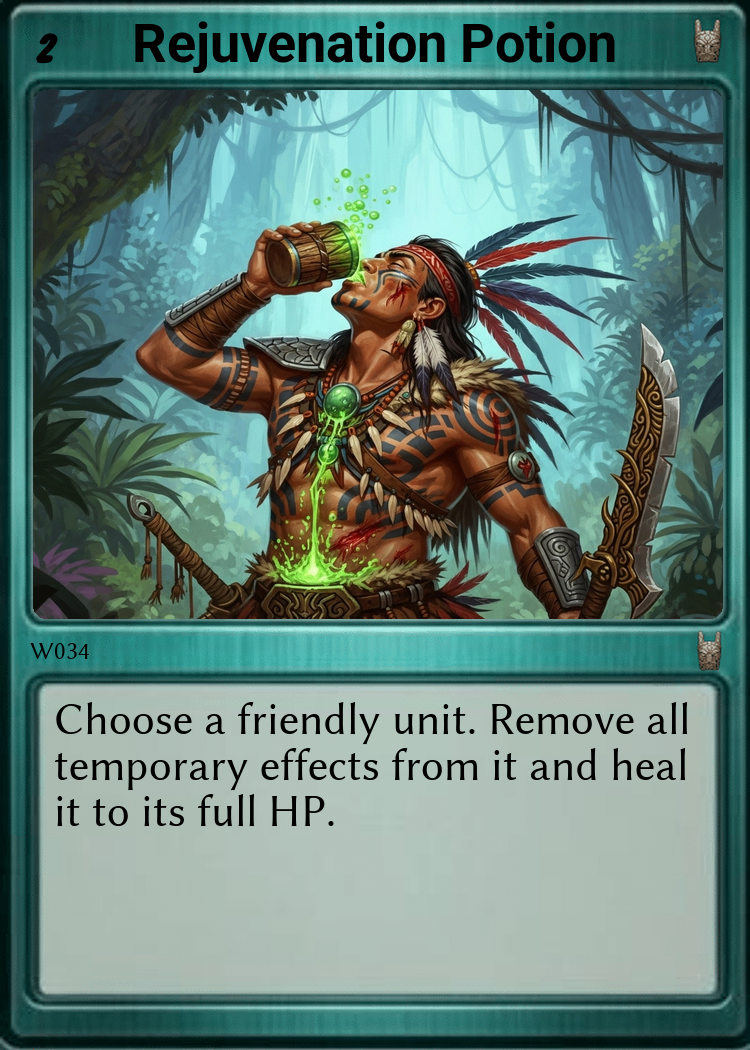 2 Rejuvenation Potion
W034
Choose a friendly unit. Remove all
temporary effects from it and heal
it to its full HP.